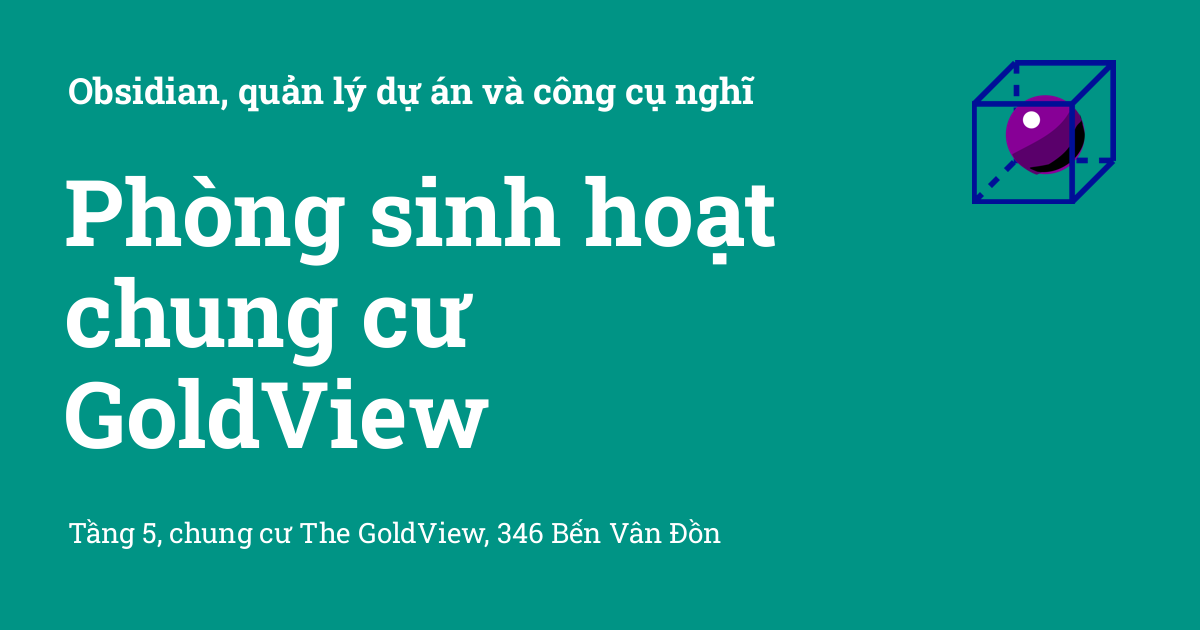 Obsidian, quản lý dự án và công cụ nghĩ
Phòng sinh hoạt
chung cư
GoldView
Tầng 5, chung cư The GoldView, 346 Bến Vân Đồn